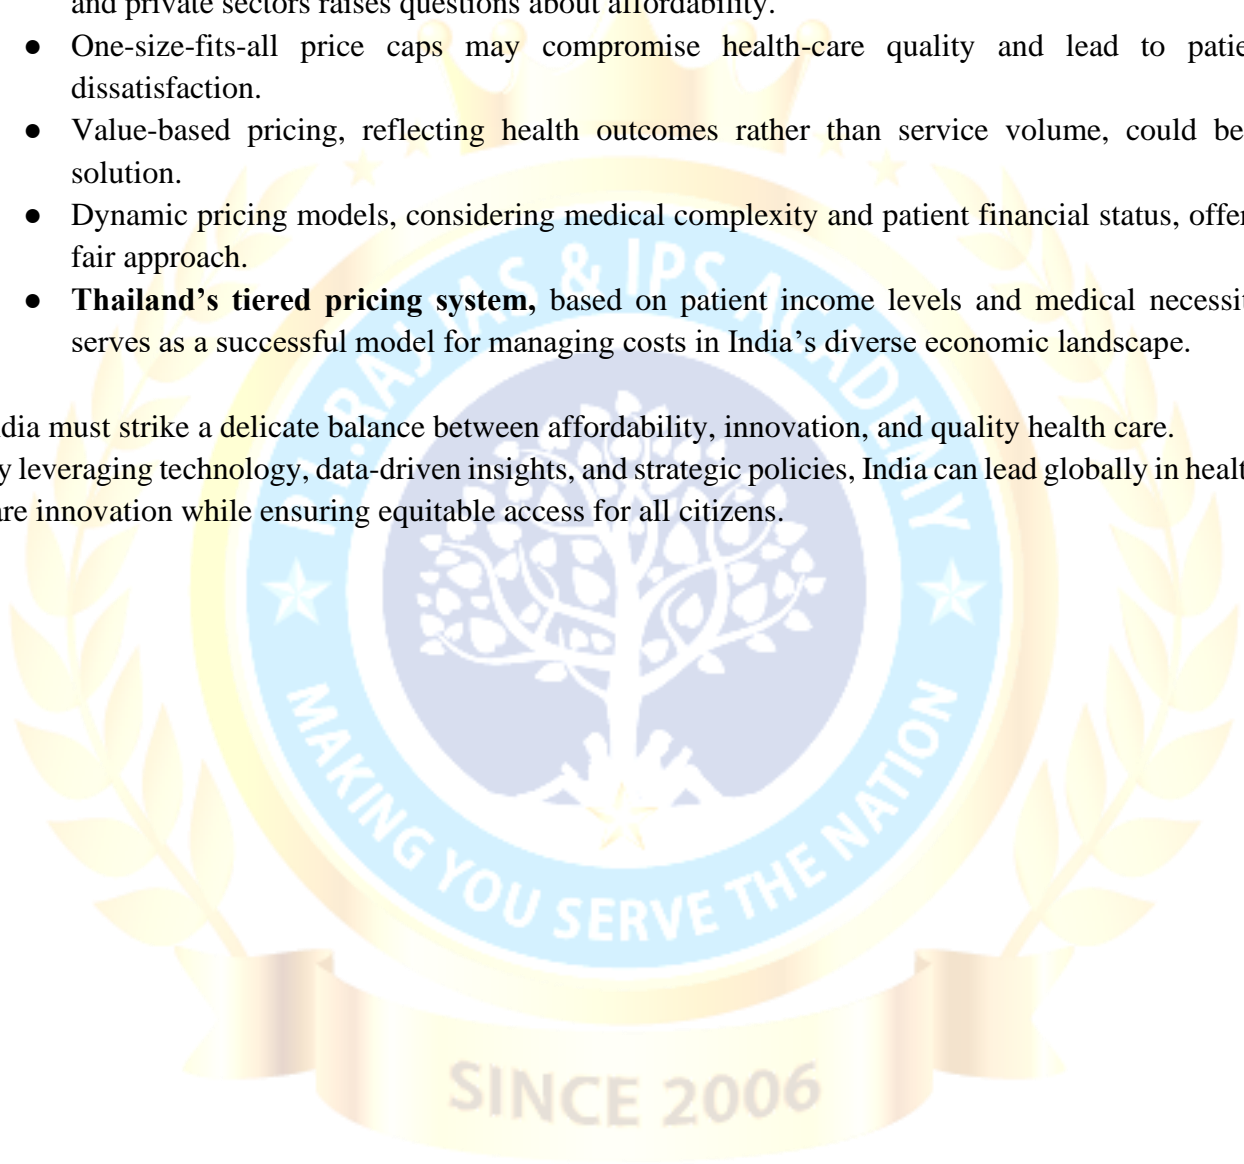 and private sectors raises questions about affordability.
● One-size-fits-all price caps may compromise health-care quality and lead to patie
dissatisfaction.
● Value-based pricing, reflecting health outcomes rather than service volume, could be
solution.
● Dynamic pricing models, considering medical complexity and patient financial status, offer
fair approach.
● Thailand’s tiered pricing system, based on patient income levels and medical necessit
serves as a successful model for managing costs in India’s diverse economic landscape.
ndia must strike a delicate balance between affordability, innovation, and quality health care.
y leveraging technology, data-driven insights, and strategic policies, India can lead globally in healt
are innovation while ensuring equitable access for all citizens.
P.L.RAJ IAS & IPS ACADEMY
MAKING YOU SERVE THE NATION
SINCE 2006